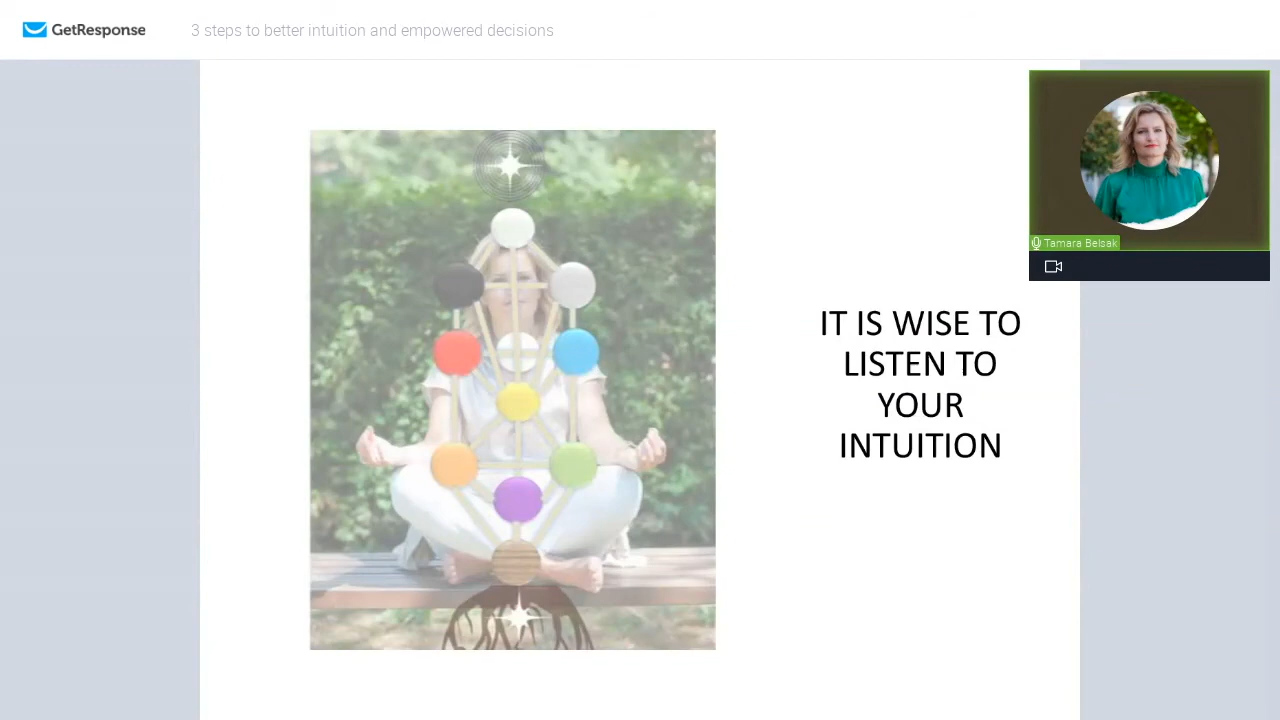 GetResponse
3 steps to better intuition and empowered decisions
Tamara Belsak
IT IS WISE TO
LISTEN TO
YOUR
INTUITION